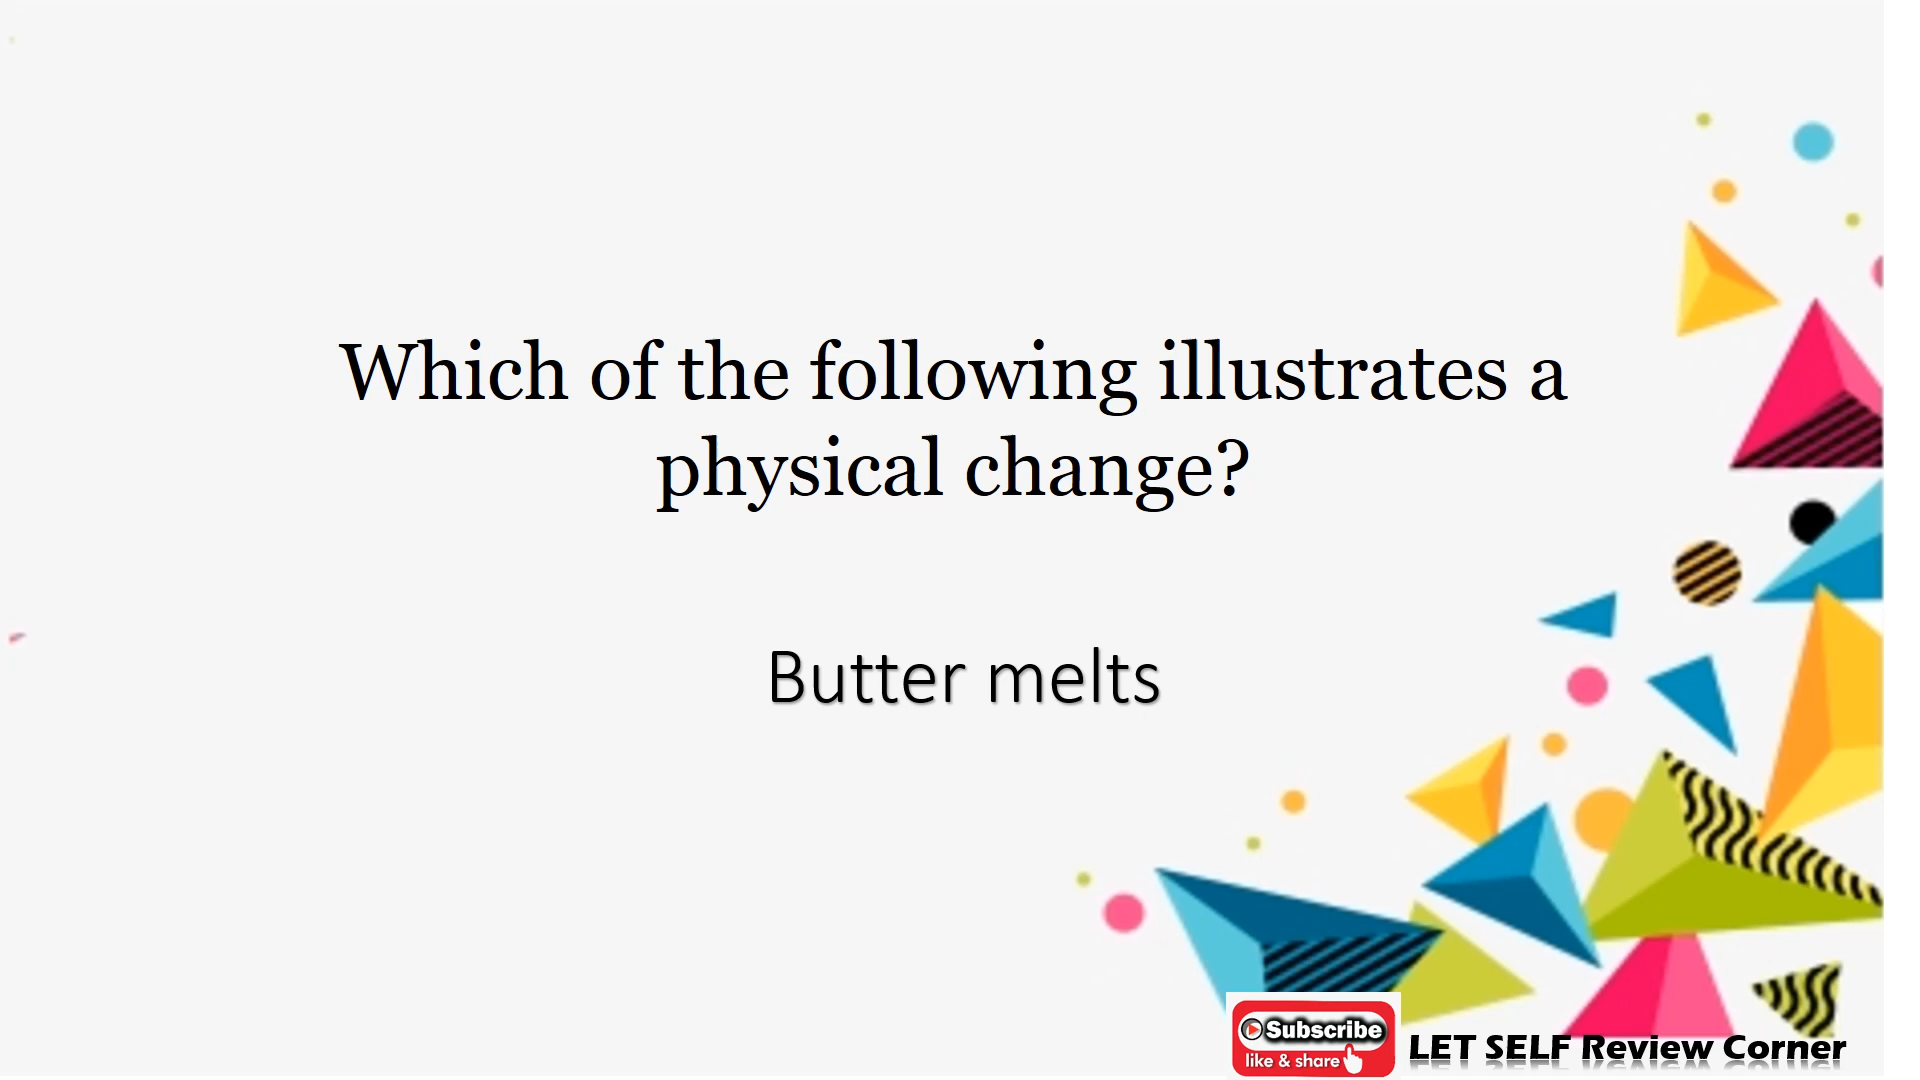 Which of the following illustrates a
physical change?
Butter melts
Subscribe
like & share
LET SELF Review Corner